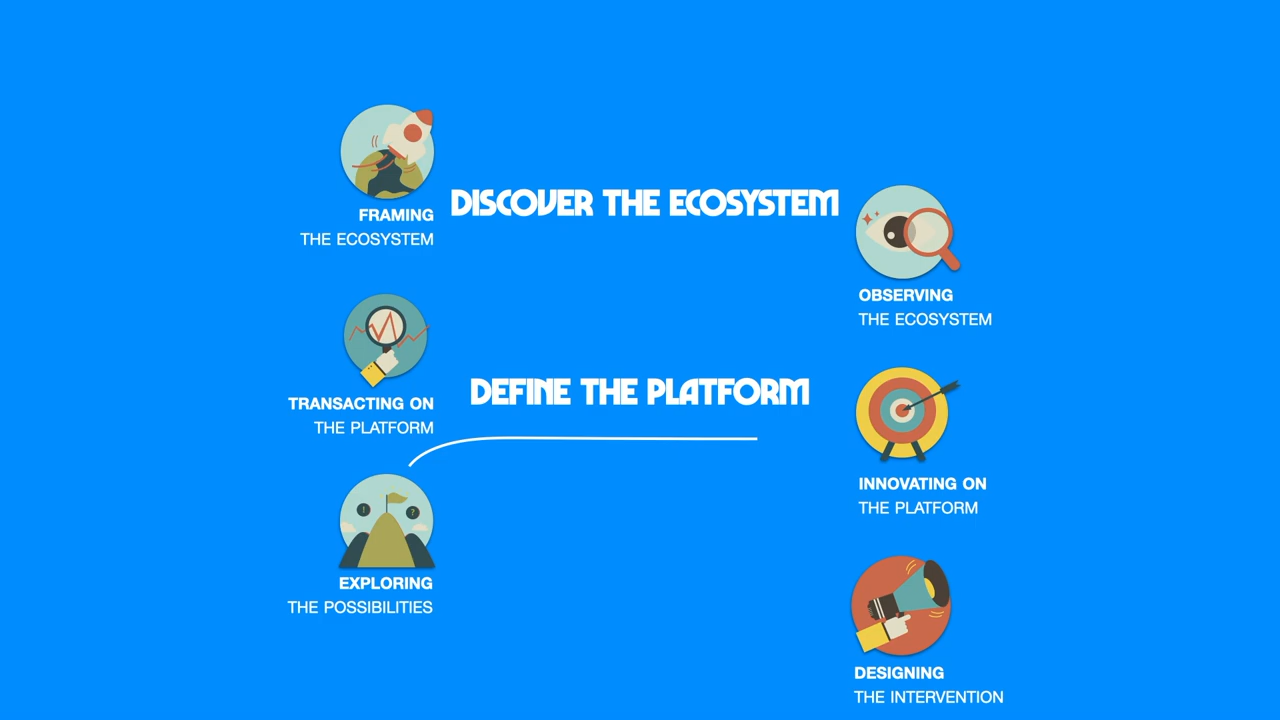 FRAMING
THE ECOSYSTEM
DISCOVER THE ECOSYSTEM
OBSERVING
THE ECOSYSTEM
TRANSACTING ON
THE PLATFORM
DEFINE THE PLATFORM
INNOVATING ON
THE PLATFORM
! ?
EXPLORING
THE POSSIBILITIES
DESIGNING
THE INTERVENTION